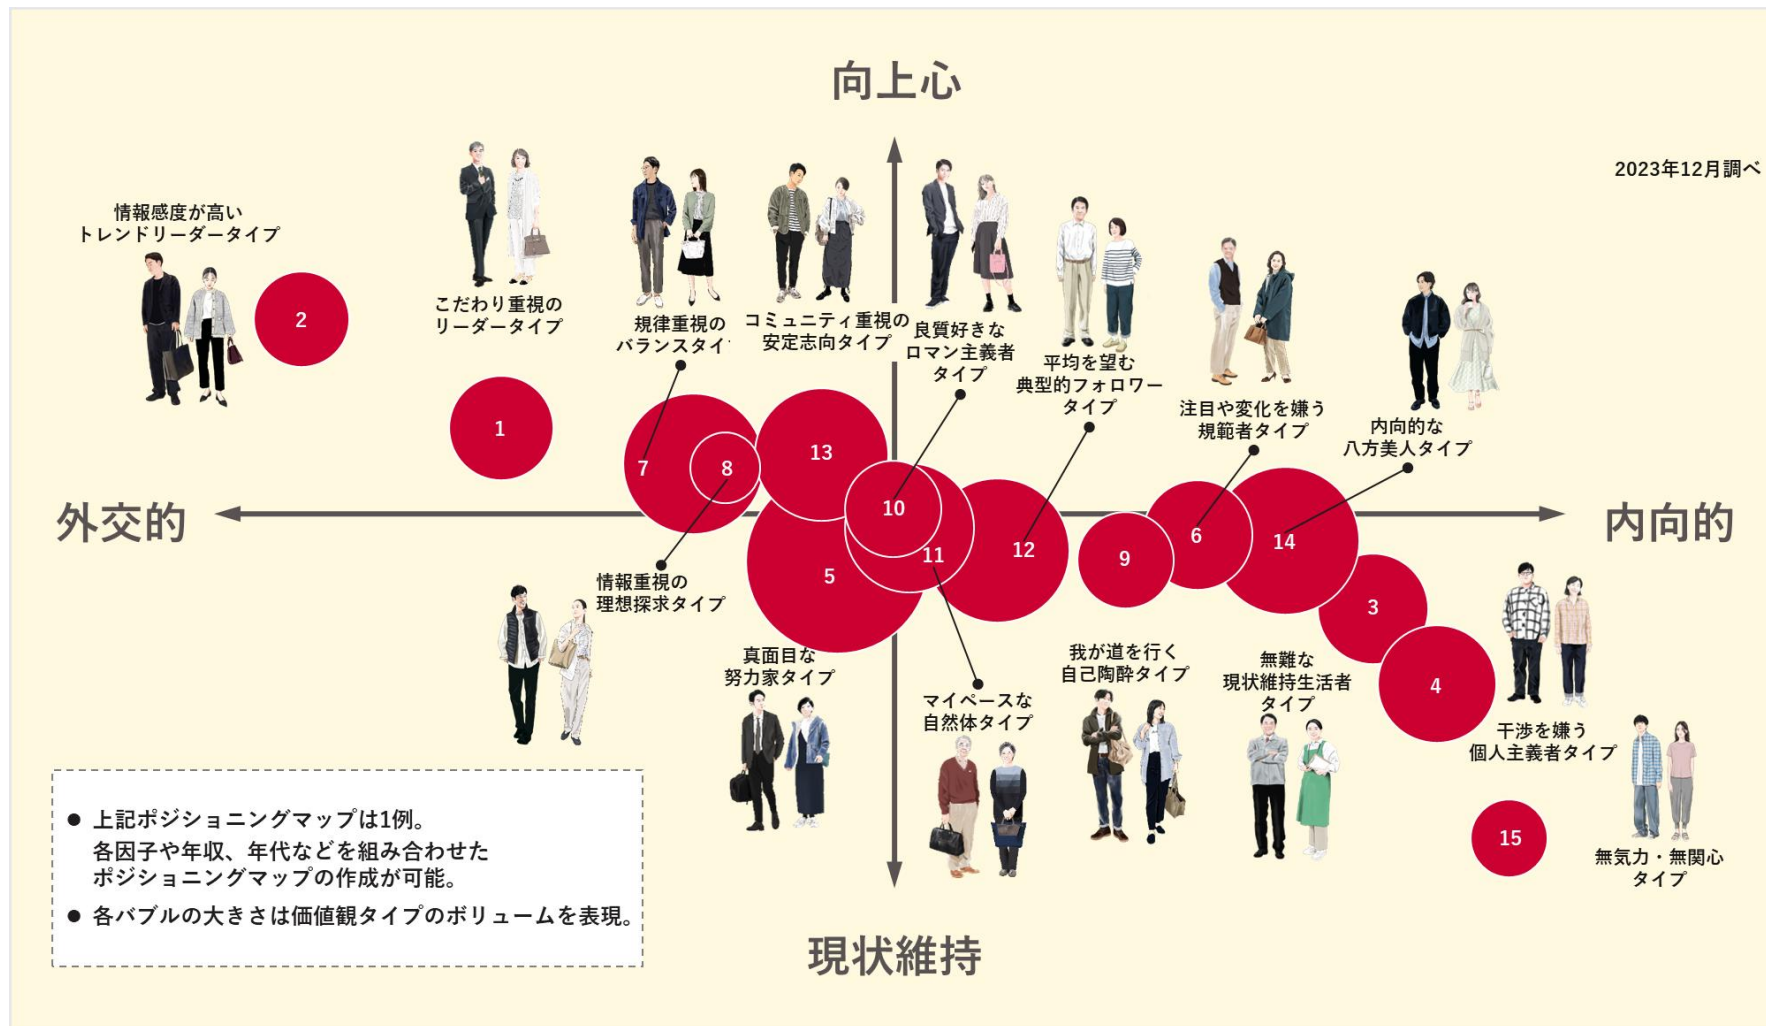 向上心
2023年12月調べ
情報感度が高い
トレンドリーダータイプ
こだわり重視の
リーダータイプ
規律重視の
バランスタイ
コミュニティ重視の
安定志向タイプ
良質好きな
ロマン主義者
タイプ
平均を望む
典型的フォロワー
タイプ
注目や変化を嫌う
規範者タイプ
内向的な
八方美人タイプ
2
1
7
8
13
10
11
12
5
9
6
14
3
4
15
外交的
内向的
情報重視の
理想探求タイプ
真面目な
努力家タイプ
マイペースな
自然体タイプ
我が道を行く
自己陶酔タイプ
無難な
現状維持生活者
タイプ
干渉を嫌う
個人主義者タイプ
無気力・無関心
タイプ
● 上記ポジショニングマップは1例。
各因子や年収、年代などを組み合わせた
ポジショニングマップの作成が可能。
● 各バブルの大きさは価値観タイプのボリュームを表現。
現状維持